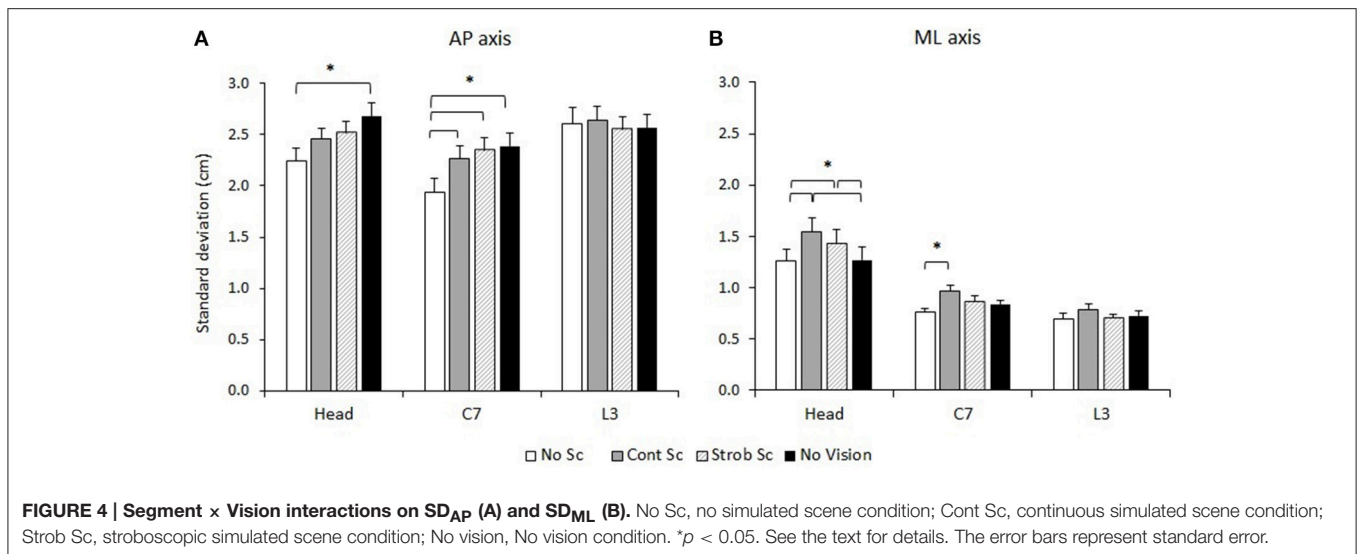 A AP axis
B ML axis
Standard deviation (cm)
3.0
2.5
2.0
1.5
1.0
0.5
0.0
*
*
Head C7 L3
3.0
2.5
2.0
1.5
1.0
0.5
0.0
*
*
Head C7 L3
No Sc Cont Sc Strob Sc No Vision
FIGURE 4 | Segment × Vision interactions on SDAP (A) and SDML (B). No Sc, no simulated scene condition; Cont Sc, continuous simulated scene condition;
Strob Sc, stroboscopic simulated scene condition; No vision, No vision condition. *p < 0.05. See the text for details. The error bars represent standard error.